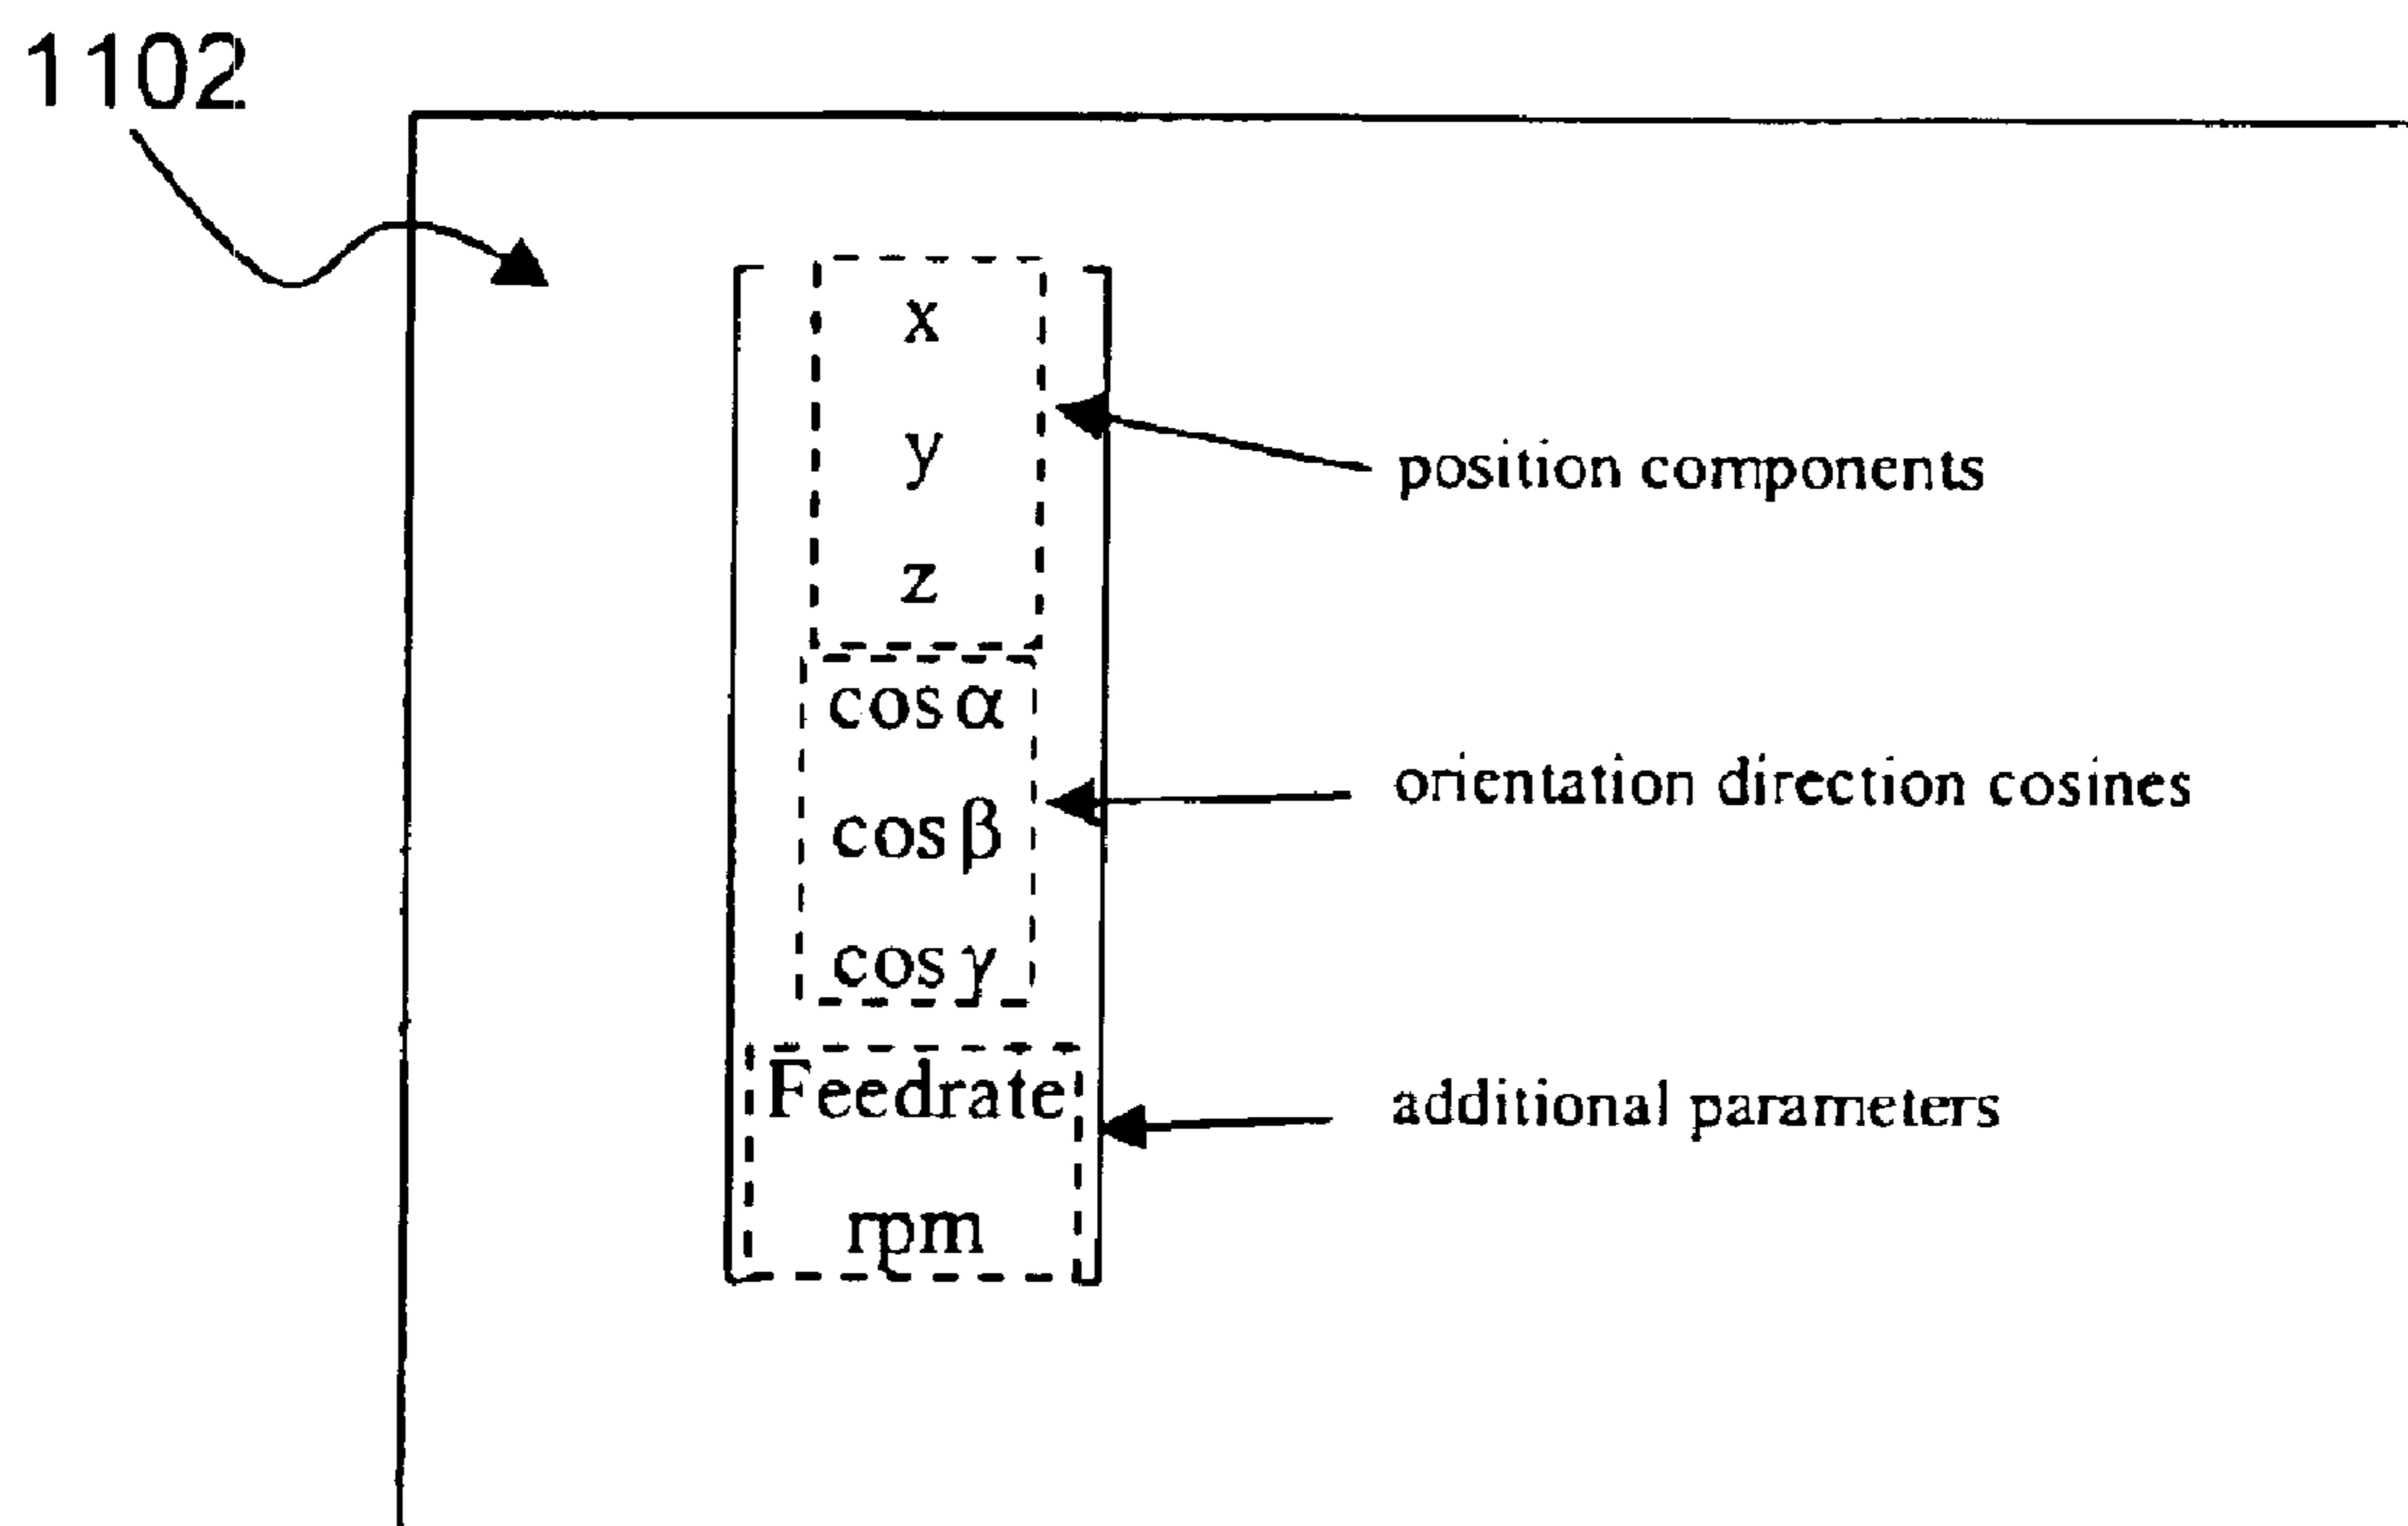 1102
x
y
position components
z
cos α
orientation direction cosines
cos β
cos γ
Feedrate
additional parameters
rpm